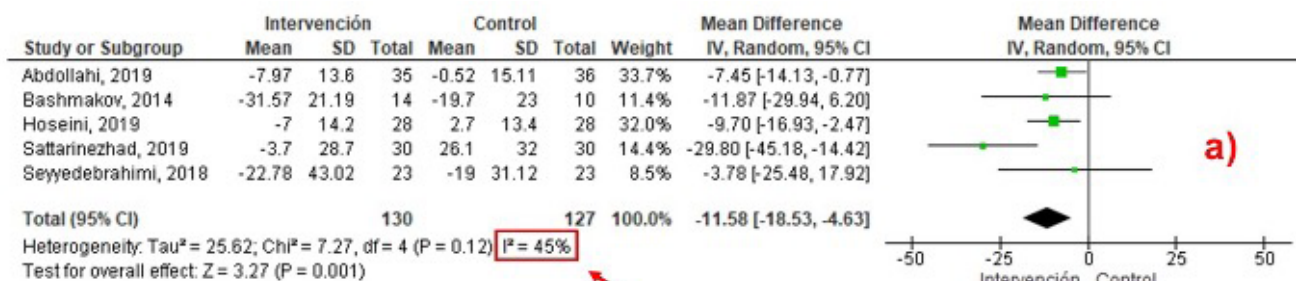 Intervención Control Mean Difference Mean Difference
Study or Subgroup Mean SD Total Mean SD Total Weight IV, Random, 95% CI IV, Random, 95% CI
Abdollahi, 2019 -7.97 13.6 35 -0.52 15.11 36 33.7% -7.45 [-14.13, -0.77]
Bashmakov, 2014 -31.57 21.19 14 -19.7 23 10 11.4% -11.87 [-29.94, 6.20]
Hoseini, 2019 -7 14.2 28 2.7 13.4 28 32.0% -9.70 [-16.93, -2.47]
Sattarinezhad, 2019 -3.7 28.7 30 26.1 32 30 14.4% -29.80 [-45.18, -14.42]
Seyyedebrahimi, 2018 -22.78 43.02 23 -19 31.12 23 8.5% -3.78 [-25.48, 17.92]
a)
Total (95% CI) 130 127 100.0% -11.58 [-18.53, -4.63]
Heterogeneity: Tau² = 25.62; Chi² = 7.27, df = 4 (P = 0.12) I² = 45%
Test for overall effect: Z = 3.27 (P = 0.001)
-50 -25 0 25 50
Intervención Control